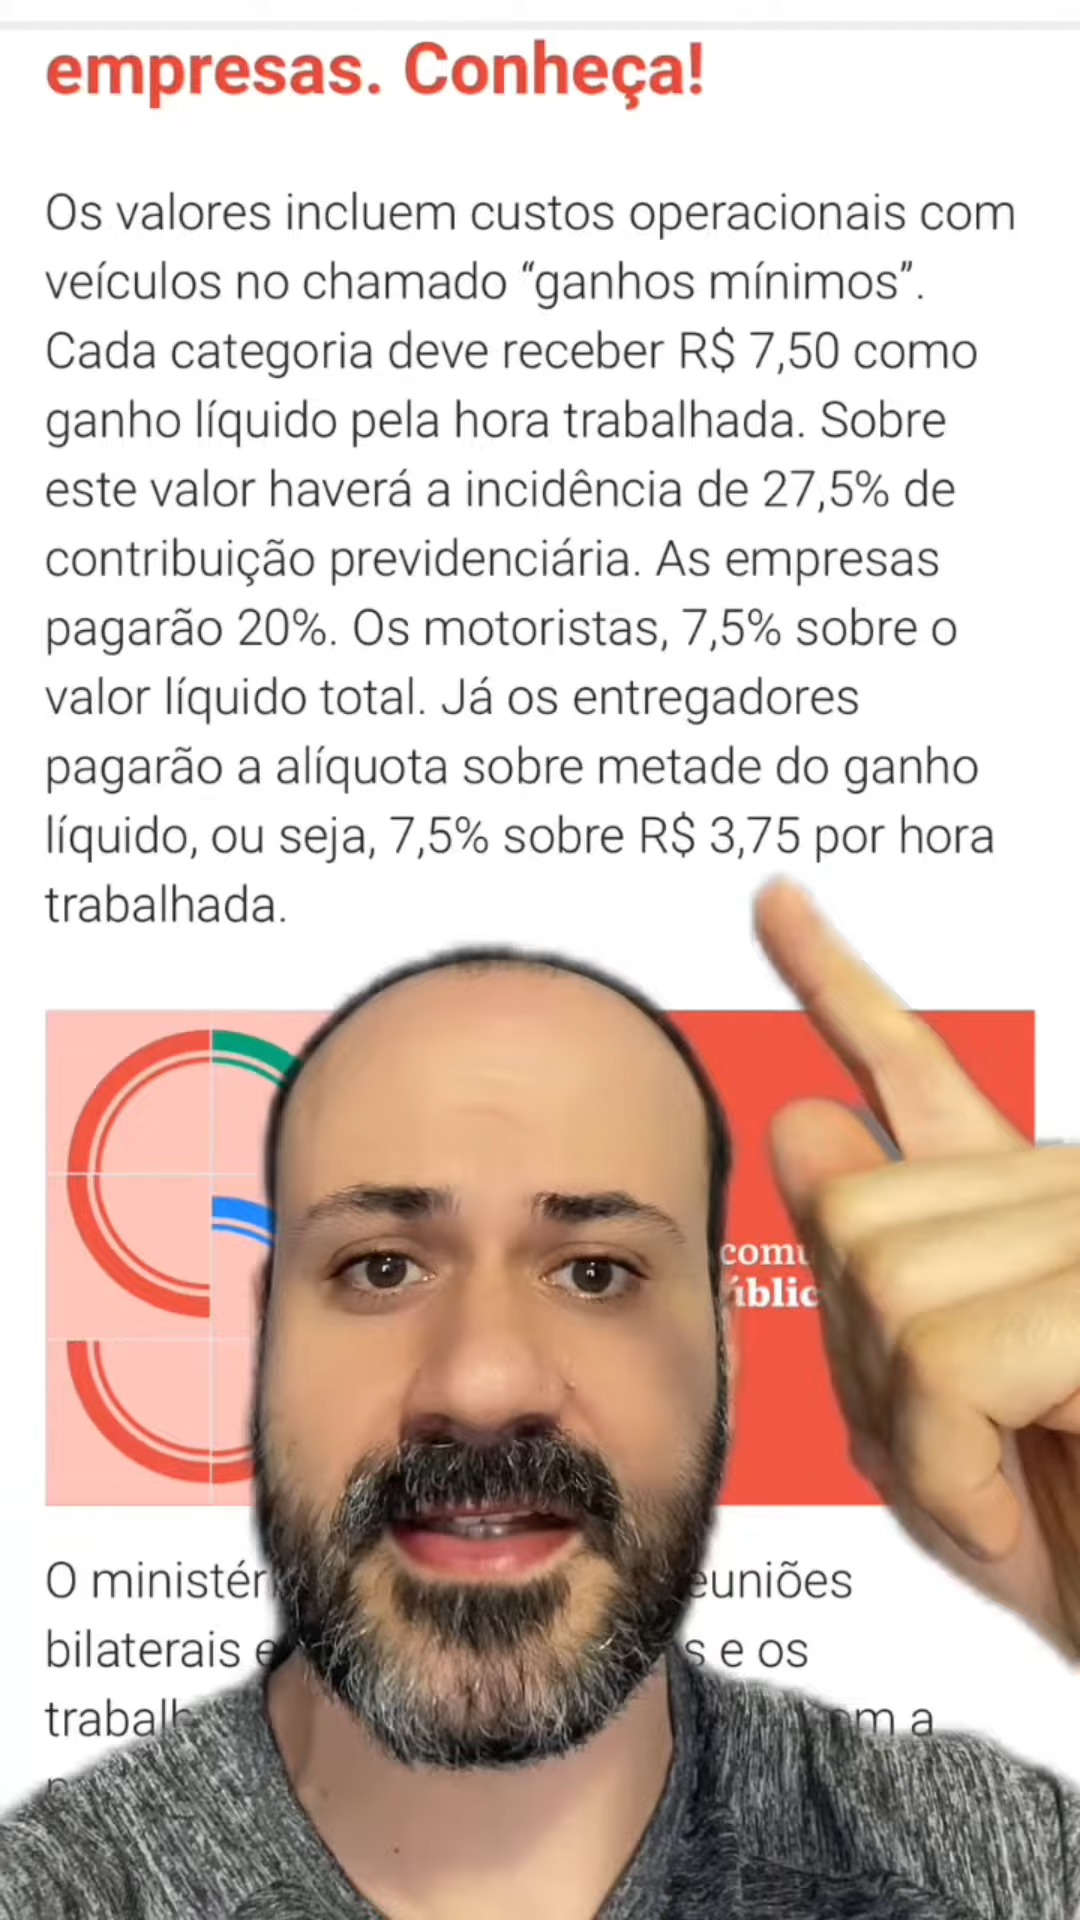 empresas. Conheça!
Os valores incluem custos operacionais com
veículos no chamado “ganhos mínimos”.
Cada categoria deve receber R$ 7,50 como
ganho líquido pela hora trabalhada. Sobre
este valor haverá a incidência de 27,5% de
contribuição previdenciária. As empresas
pagarão 20%. Os motoristas, 7,5% sobre o
valor líquido total. Já os entregadores
pagarão a alíquota sobre metade do ganho
líquido, ou seja, 7,5% sobre R$ 3,75 por hora
trabalhada.
O
bilaterais e os
a